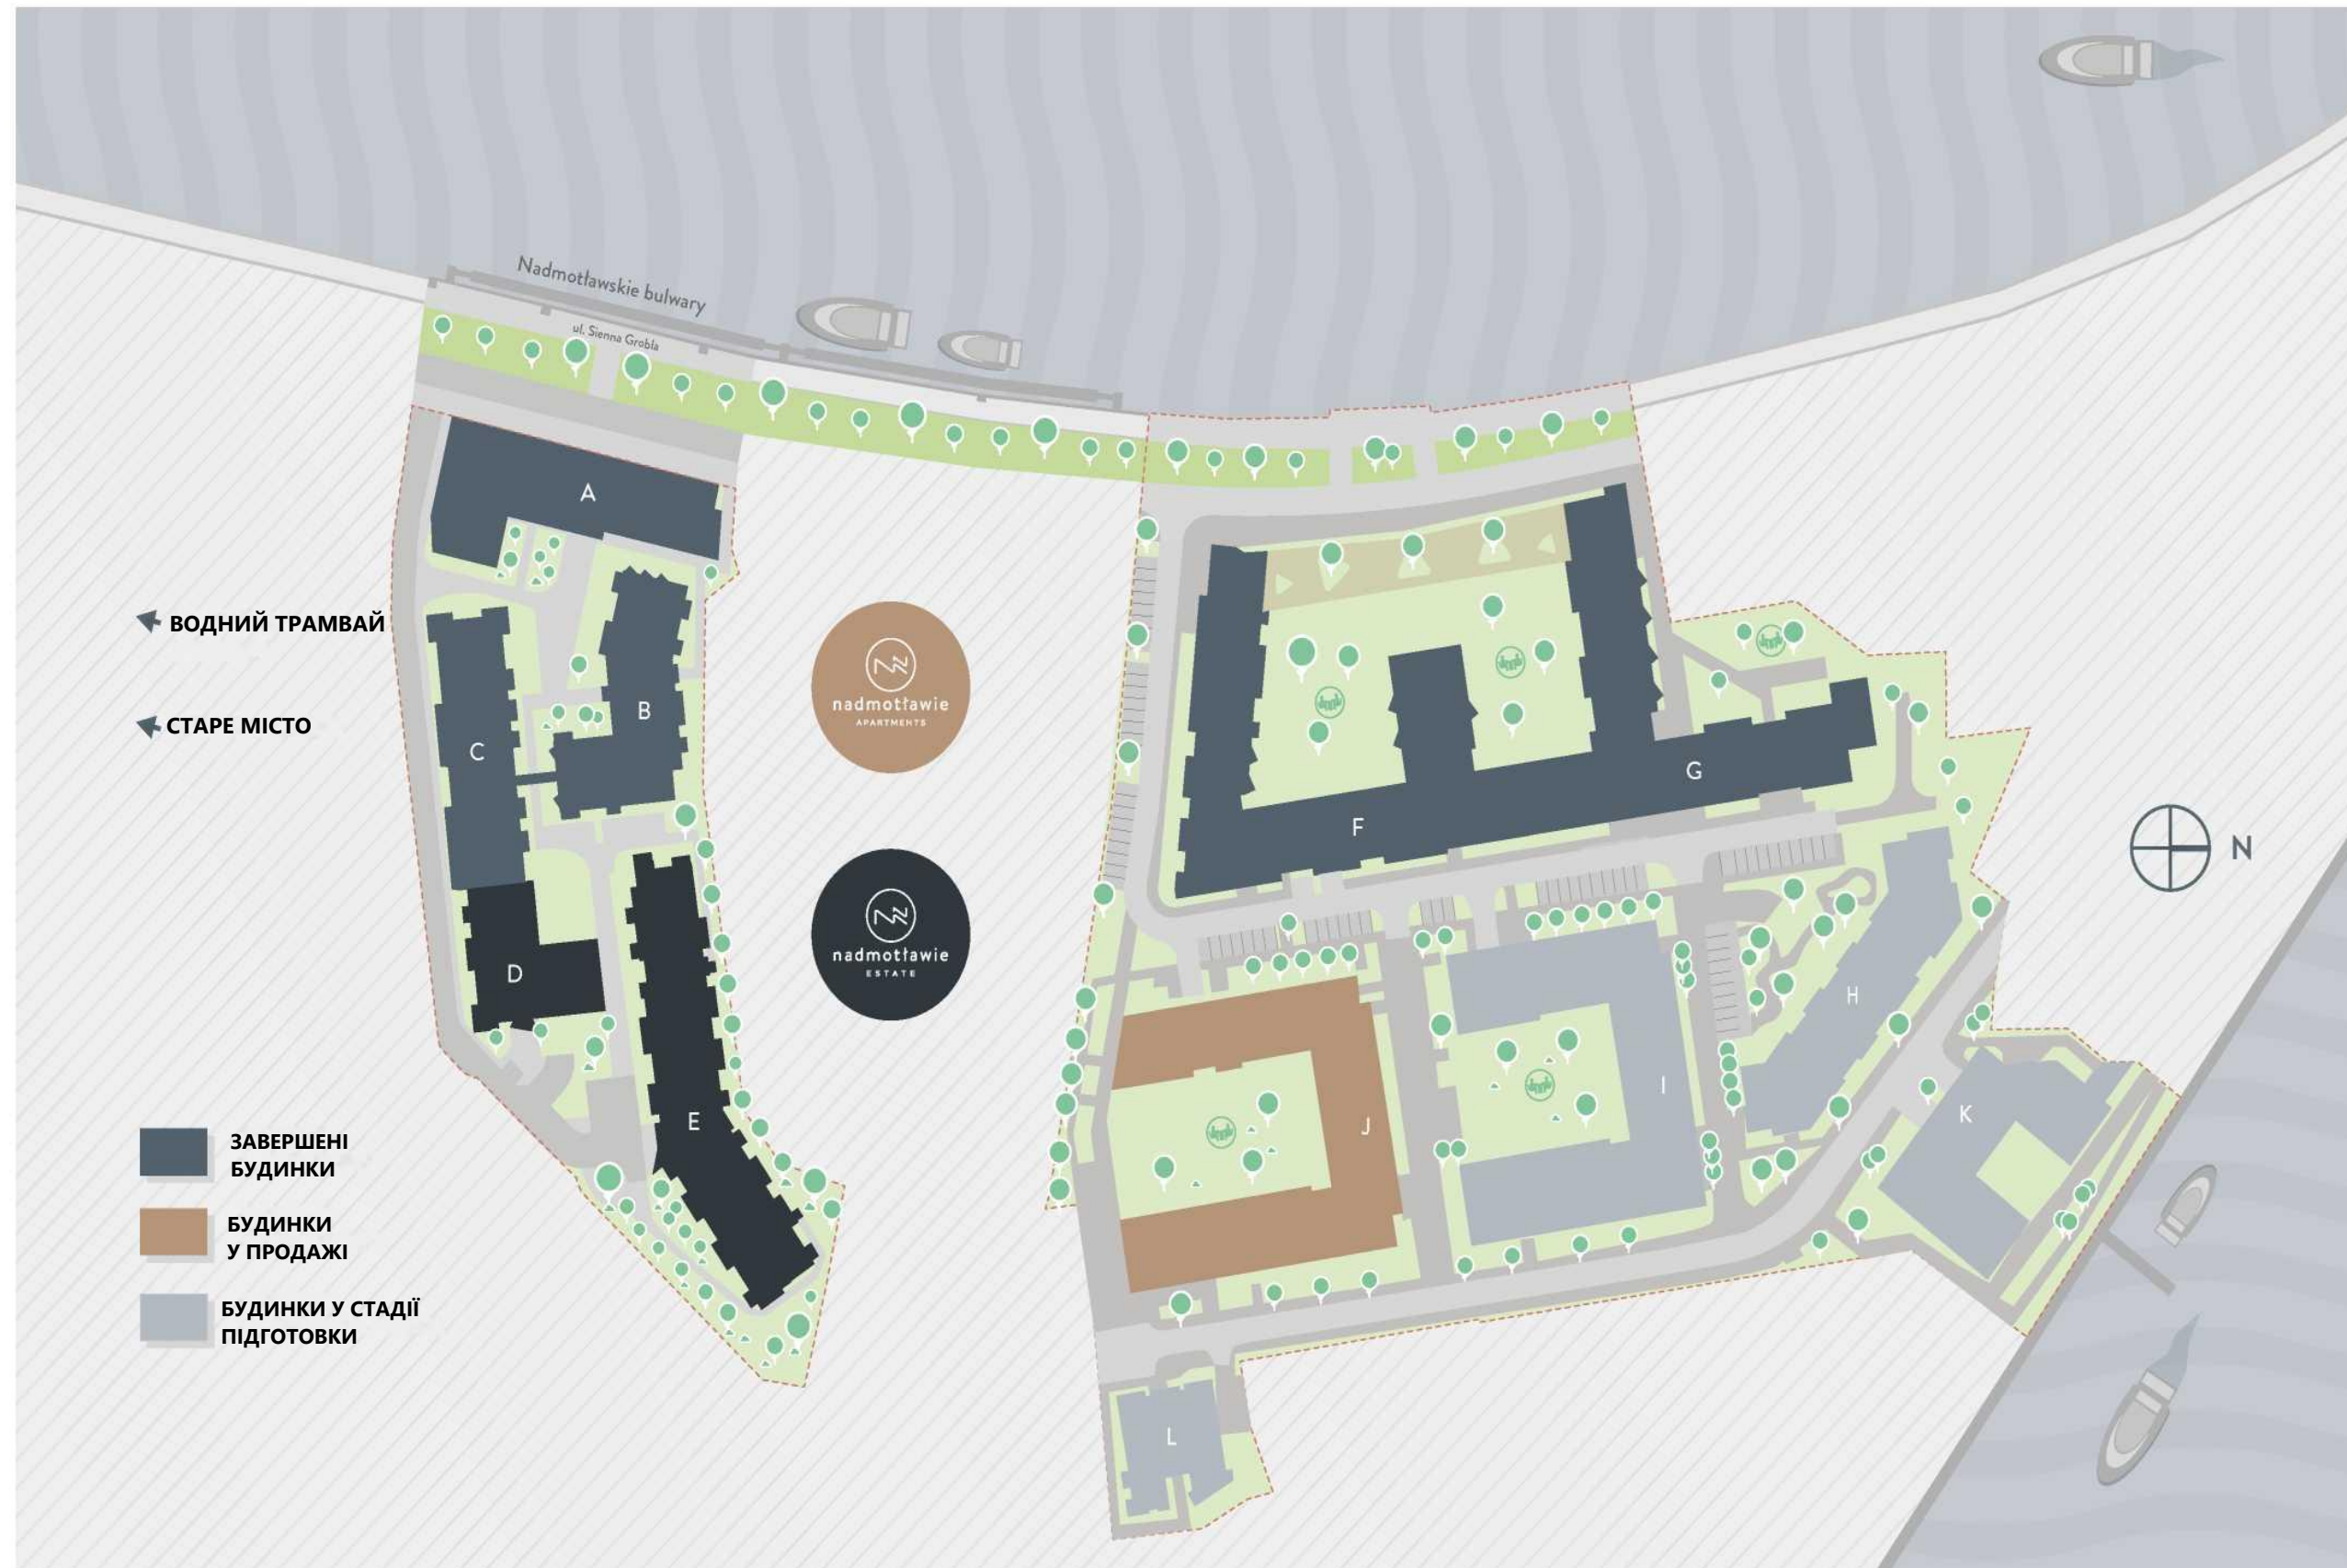 Nadmotławskie bulwary
ul. Sienna Grobla
A
B
C
D
E
F
G
H
I
J
K
L
N
ВОДНИЙ ТРАМВАЙ
СТАРЕ МІСТО
nadmotławie
APARTMENTS
nadmotławie
ESTATE
ЗАВЕРШЕНІ
БУДИНКИ
БУДИНКИ
У ПРОДАЖІ
БУДИНКИ У СТАДІЇ
ПІДГОТОВКИ